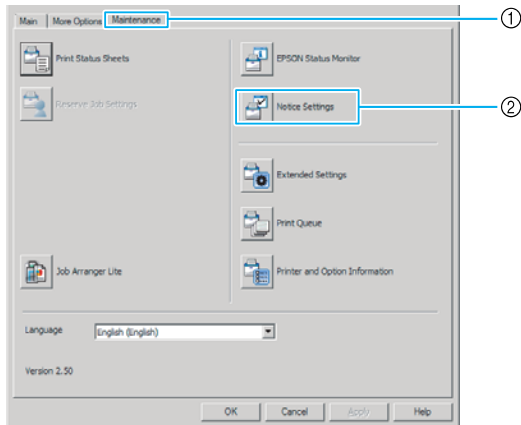 Main More Options Maintenance ①
Print Status Sheets EPSON Status Monitor
Reserve Job Settings Notice Settings ②
Extended Settings
Print Queue
Job Arranger Lite Printer and Option Information
Language English (English)
Version 2.50
OK Cancel Apply Help